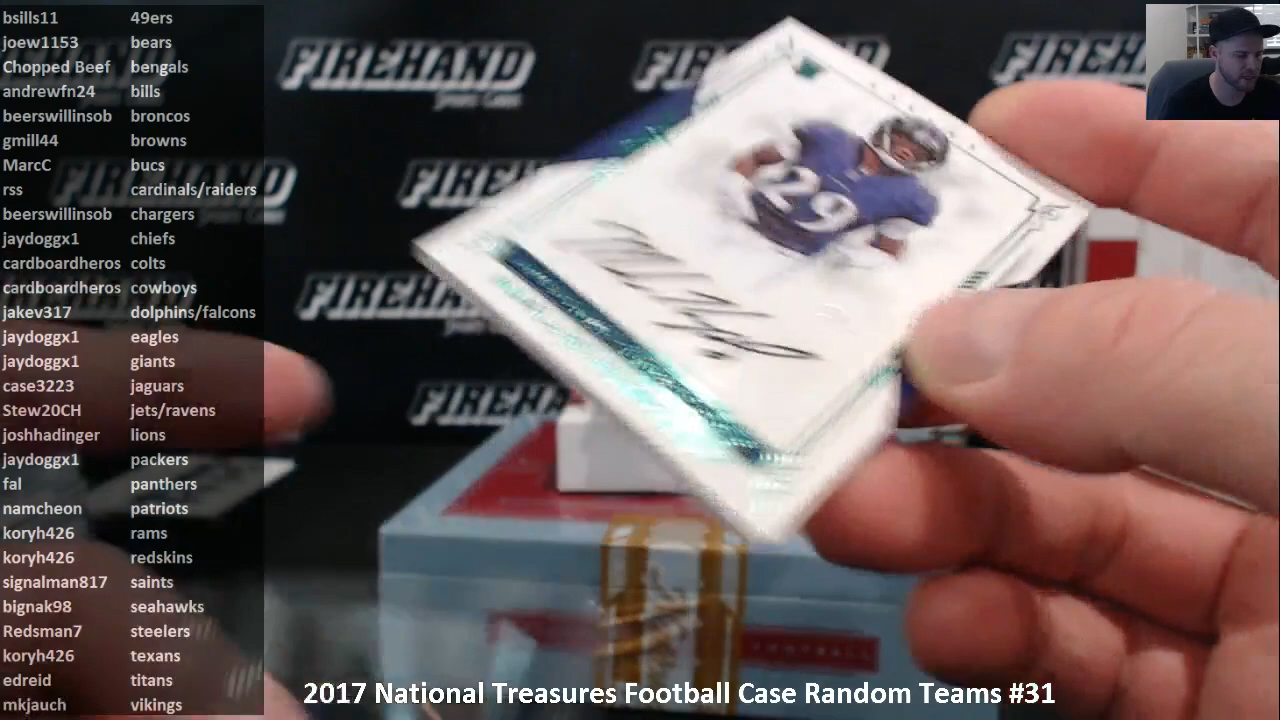 bsills11 49ers
joew1153 bears
Chopped Beef bengals
andrewfn24 bills
beerswillinsob broncos
gmill44 browns
MarcC bucs
rss cardinals/raiders
beerswillinsob chargers
jaydoggx1 chiefs
cardboardheros colts
cardboardheros cowboys
jakev317 dolphins/falcons
jaydoggx1 eagles
jaydoggx1 giants
case3223 jaguars
Stew20CH jets/ravens
joshhadinger lions
jaydoggx1 packers
fal panthers
namcheon patriots
koryh426 rams
koryh426 redskins
signalman817 saints
bignak98 seahawks
Redsman7 steelers
koryh426 texans
edreid titans
mkjauch vikings
FIREHAND
FIREHAND
FIREHAND
29
FOOTBALL
2017 National Treasures Football Case Random Teams #31